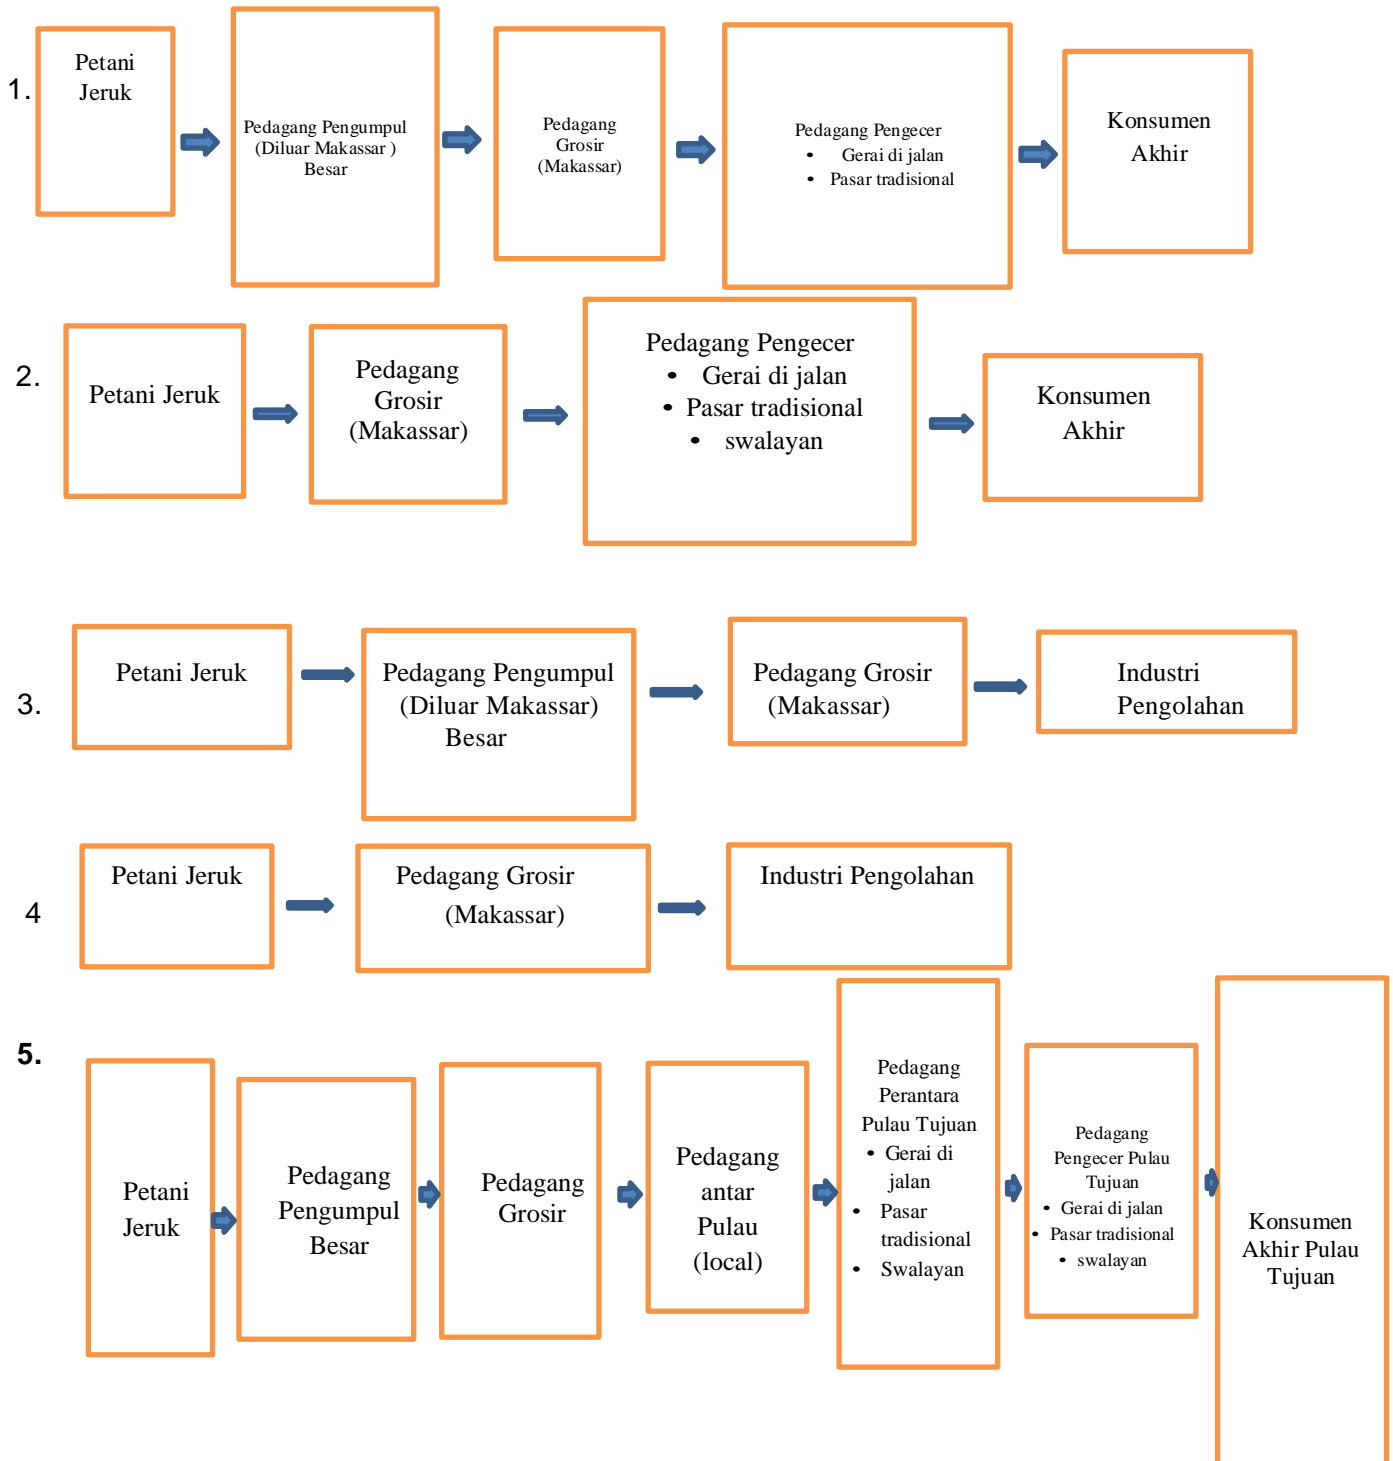 1.
Petani
Jeruk
Pedagang Pengumpul
(Diluar Makassar )
Besar
Pedagang
Grosir
(Makassar)
Pedagang Pengecer
• Gerai di jalan
• Pasar tradisional
Konsumen
Akhir
2.
Petani Jeruk
Pedagang
Grosir
(Makassar)
Pedagang Pengecer
• Gerai di jalan
• Pasar tradisional
• swalayan
Konsumen
Akhir
3.
Petani Jeruk
Pedagang Pengumpul
(Diluar Makassar)
Besar
Pedagang Grosir
(Makassar)
Industri
Pengolahan
4
Petani Jeruk
Pedagang Grosir
(Makassar)
Industri Pengolahan
5.
Petani
Jeruk
Pedagang
Pengumpul
Besar
Pedagang
Grosir
Pedagang
antar
Pulau
(local)
Pedagang
Perantara
Pulau Tujuan
• Gerai di
jalan
• Pasar
tradisional
• Swalayan
Pedagang
Pengecer Pulau
Tujuan
• Gerai di jalan
• Pasar tradisional
• swalayan
Konsumen
Akhir Pulau
Tujuan